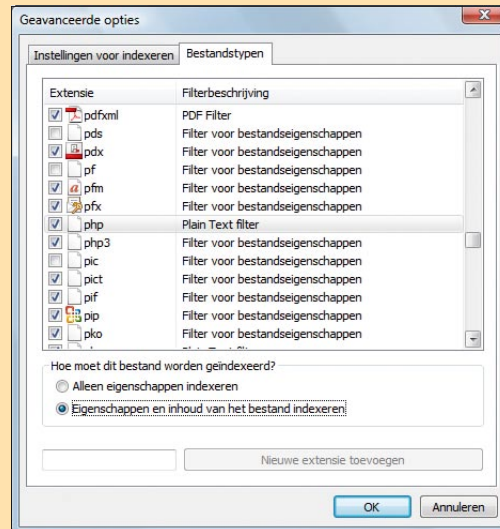 Geavanceerde opties
Instellingen voor indexeren Bestandstypen
Extensie Filterbeschrijving
pdfxml PDF Filter
pds Filter voor bestandseigenschappen
pdx Filter voor bestandseigenschappen
pf Filter voor bestandseigenschappen
pfm Filter voor bestandseigenschappen
pfx Filter voor bestandseigenschappen
php Plain Text filter
php3 Filter voor bestandseigenschappen
pic Filter voor bestandseigenschappen
pict Filter voor bestandseigenschappen
pif Filter voor bestandseigenschappen
pip Filter voor bestandseigenschappen
pko Filter voor bestandseigenschappen
Hoe moet dit bestand worden geïndexeerd?
Alleen eigenschappen indexeren
Eigenschappen en inhoud van het bestand indexeren
Nieuwe extensie toevoegen
OK Annuleren